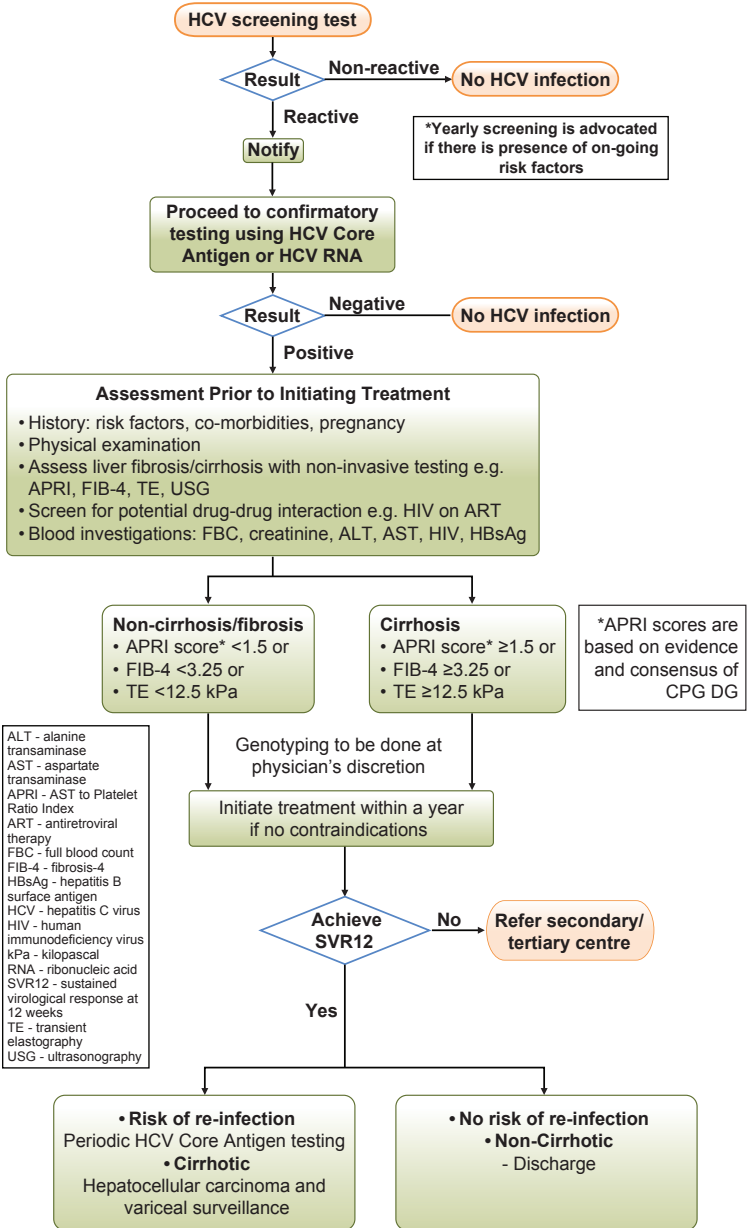 HCV screening test
Result
Non-reactive
No HCV infection
Reactive
*Yearly screening is advocated
if there is presence of on-going
risk factors
Notify
Proceed to confirmatory
testing using HCV Core
Antigen or HCV RNA
Result
Negative
No HCV infection
Positive
Assessment Prior to Initiating Treatment
• History: risk factors, co-morbidities, pregnancy
• Physical examination
• Assess liver fibrosis/cirrhosis with non-invasive testing e.g.
APRI, FIB-4, TE, USG
• Screen for potential drug-drug interaction e.g. HIV on ART
• Blood investigations: FBC, creatinine, ALT, AST, HIV, HBsAg
Non-cirrhosis/fibrosis
• APRI score* <1.5 or
• FIB-4 <3.25 or
• TE <12.5 kPa
Cirrhosis
• APRI score* ≥1.5 or
• FIB-4 ≥3.25 or
• TE ≥12.5 kPa
*APRI scores are
based on evidence
and consensus of
CPG DG
ALT - alanine
transaminase
AST - aspartate
transaminase
APRI - AST to Platelet
Ratio Index
ART - antiretroviral
therapy
FBC - full blood count
FIB-4 - fibrosis-4
HBsAg - hepatitis B
surface antigen
HCV - hepatitis C virus
HIV - human
immunodeficiency virus
kPa - kilopascal
RNA - ribonucleic acid
SVR12 - sustained
virological response at
12 weeks
TE - transient
elastography
USG - ultrasonography
Genotyping to be done at
physician's discretion
Initiate treatment within a year
if no contraindications
Achieve
SVR12
No
Refer secondary/
tertiary centre
Yes
• Risk of re-infection
Periodic HCV Core Antigen testing
• Cirrhotic
Hepatocellular carcinoma and
variceal surveillance
• No risk of re-infection
• Non-Cirrhotic
- Discharge